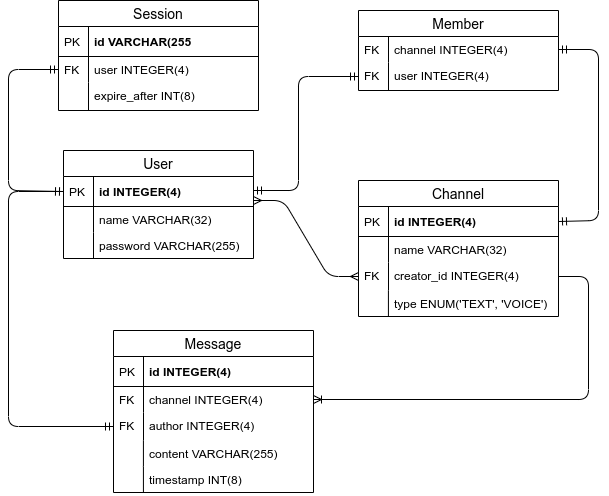 Session
PK id VARCHAR(255
FK user INTEGER(4)
expire_after INT(8)
Member
FK channel INTEGER(4)
FK user INTEGER(4)
User
PK id INTEGER(4)
name VARCHAR(32)
password VARCHAR(255)
Channel
PK id INTEGER(4)
name VARCHAR(32)
FK creator_id INTEGER(4)
type ENUM('TEXT', 'VOICE')
Message
PK id INTEGER(4)
FK channel INTEGER(4)
FK author INTEGER(4)
content VARCHAR(255)
timestamp INT(8)